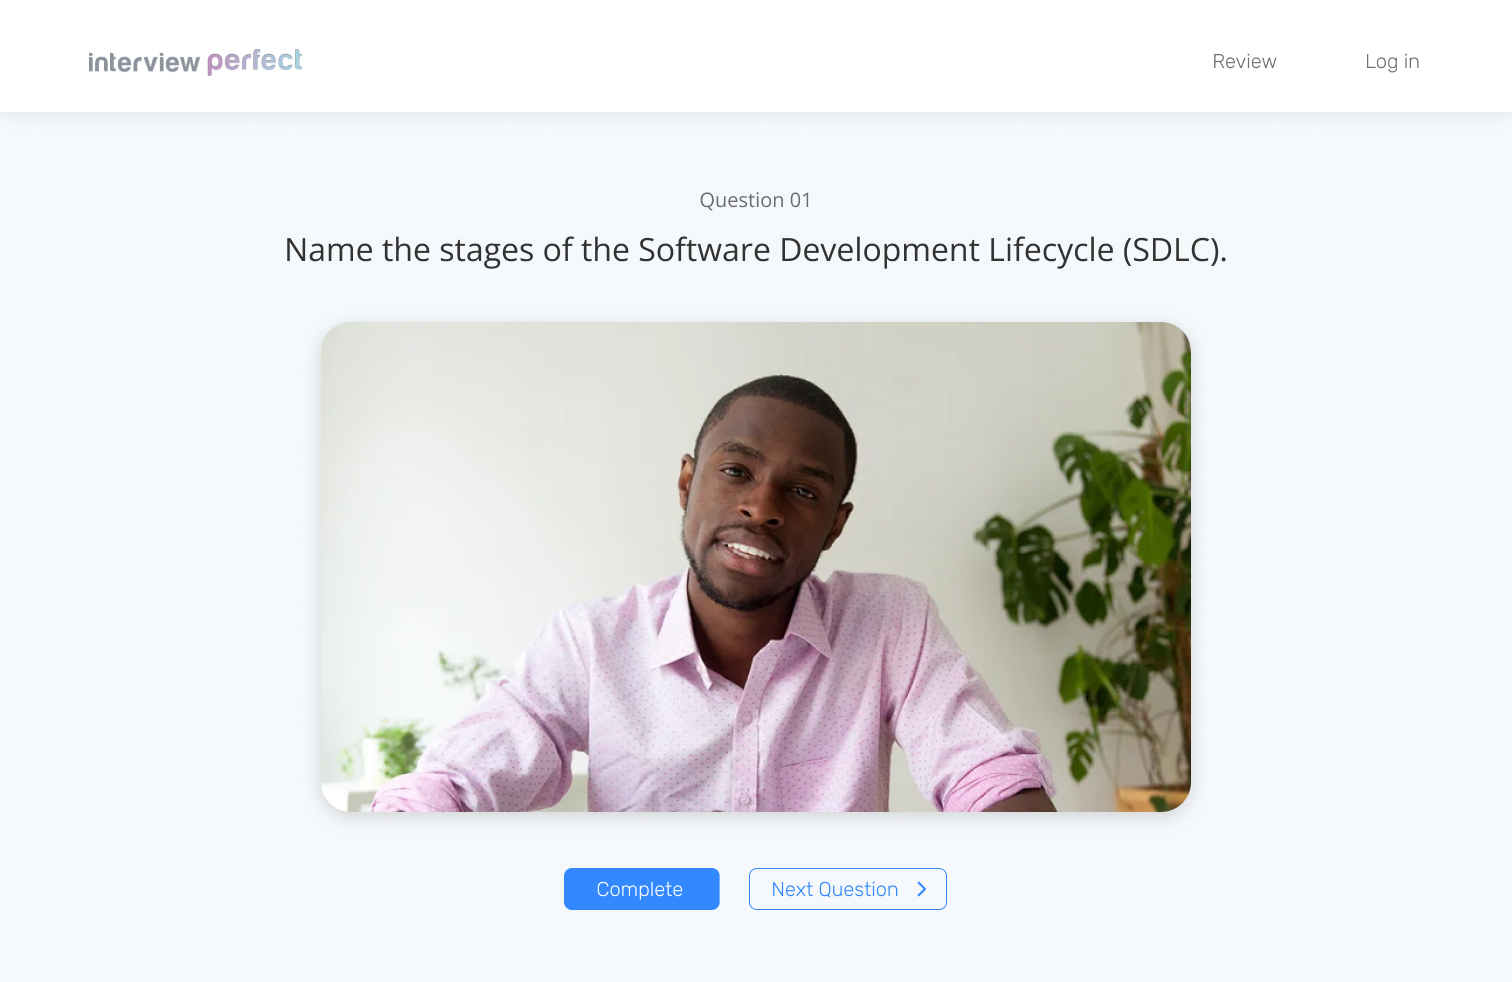 interview perfect
Review
Log in
Question 01
Name the stages of the Software Development Lifecycle (SDLC).
Complete
Next Question